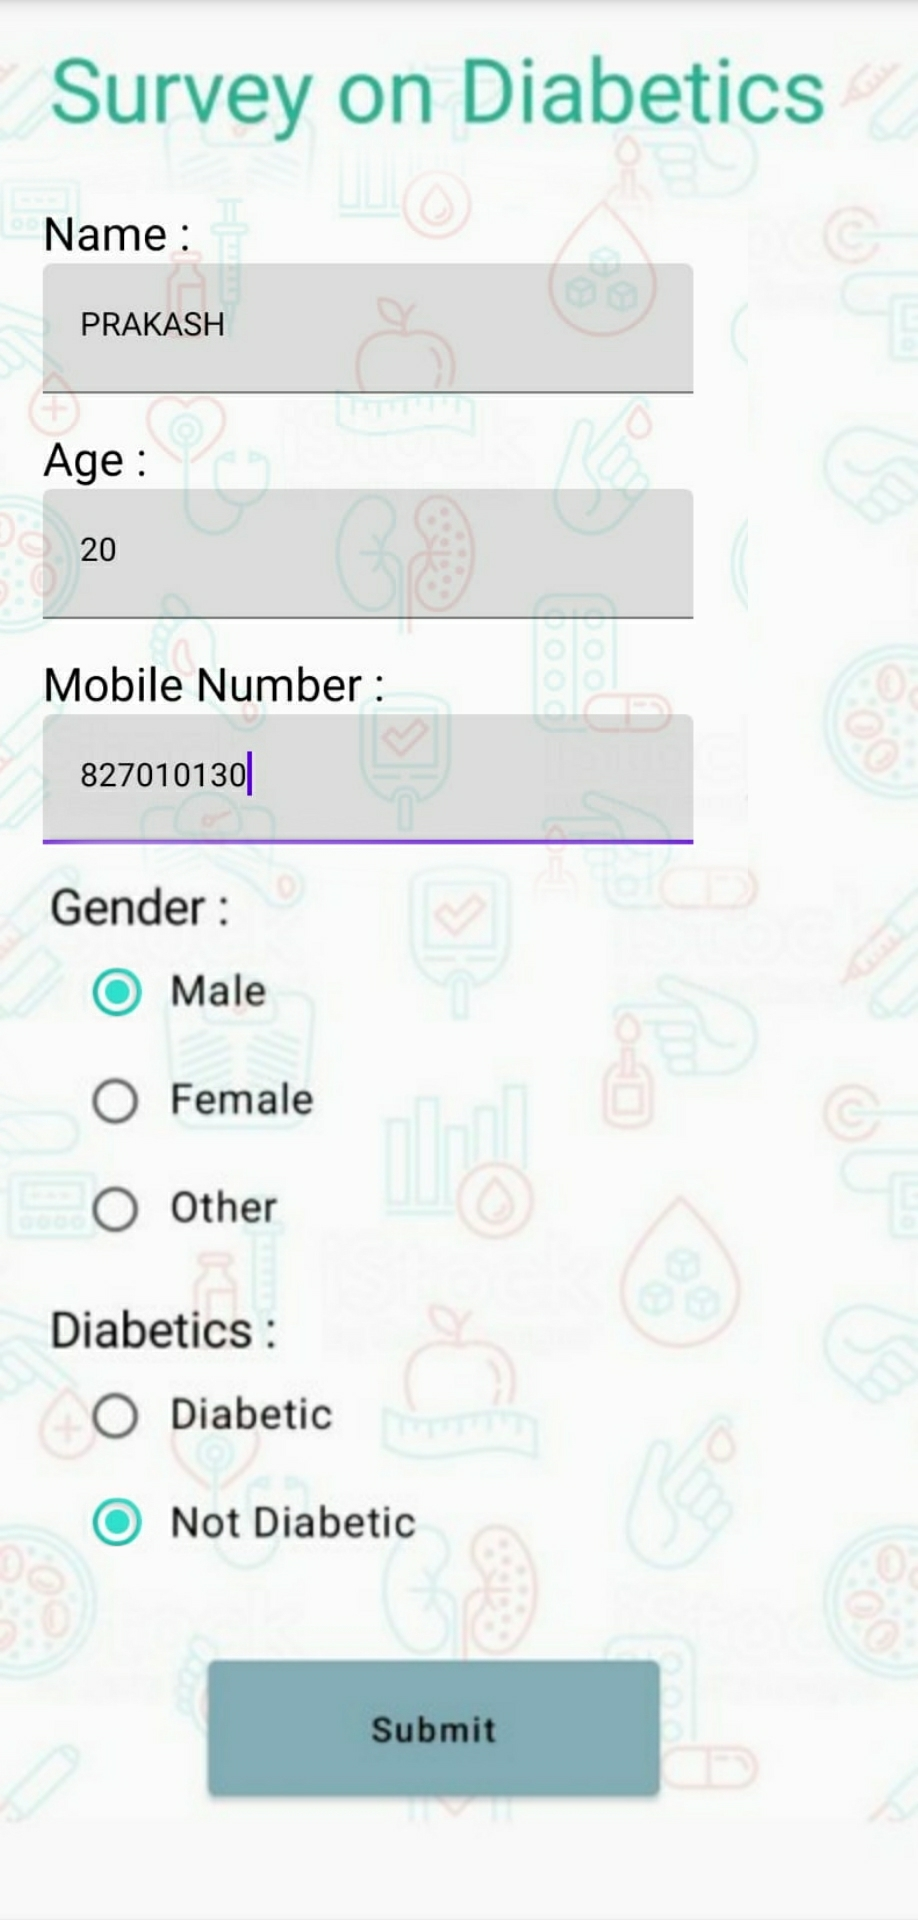 Survey on Diabetics
Name :
PRAKASH
Age :
20
Mobile Number :
827010130
Gender :
Male
Female
Other
Diabetics :
Diabetic
Not Diabetic
Submit